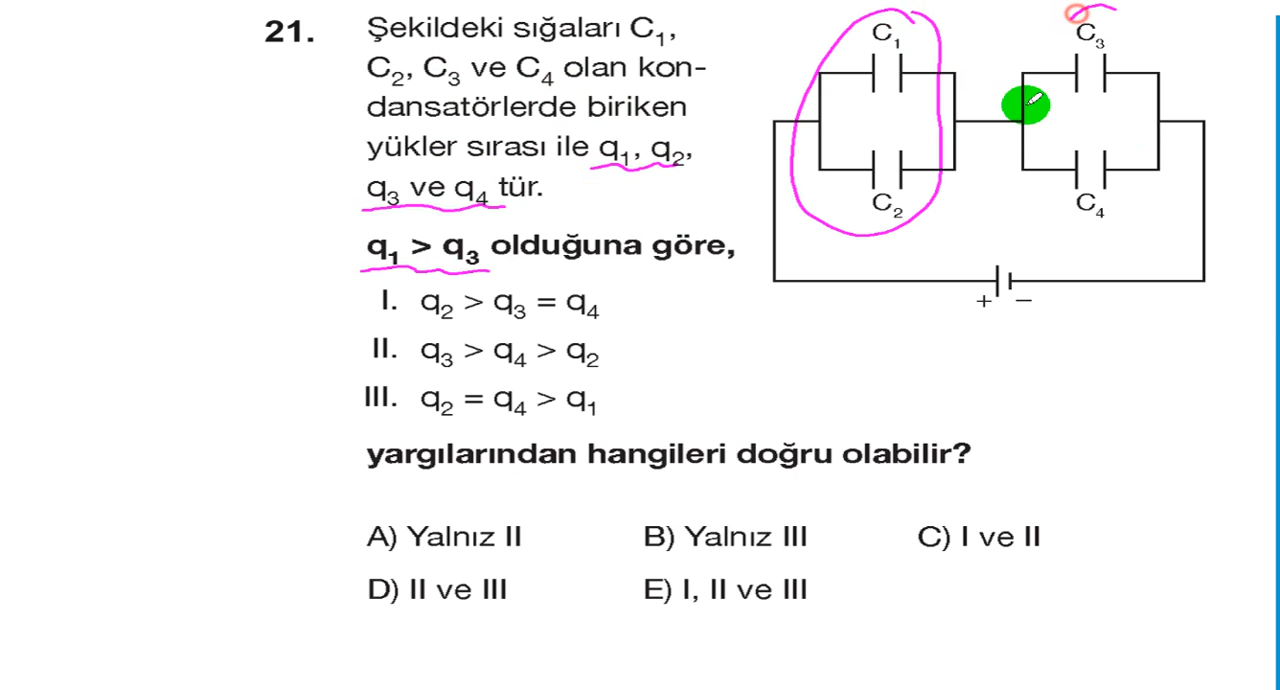 21. Şekildeki sığaları C₁,
C₂, C₃ ve C₄ olan kon-
dansatörlerde biriken
yükler sırası ile q₁, q₂,
q₃ ve q₄ tür.
q₁ > q₃ olduğuna göre,
I. q₂ > q₃ = q₄
II. q₃ > q₄ > q₂
III. q₂ = q₄ > q₁
yargılarından hangileri doğru olabilir?
A) Yalnız II B) Yalnız III C) I ve II
D) II ve III E) I, II ve III
C₁ C₃
C₂ C₄
+ −